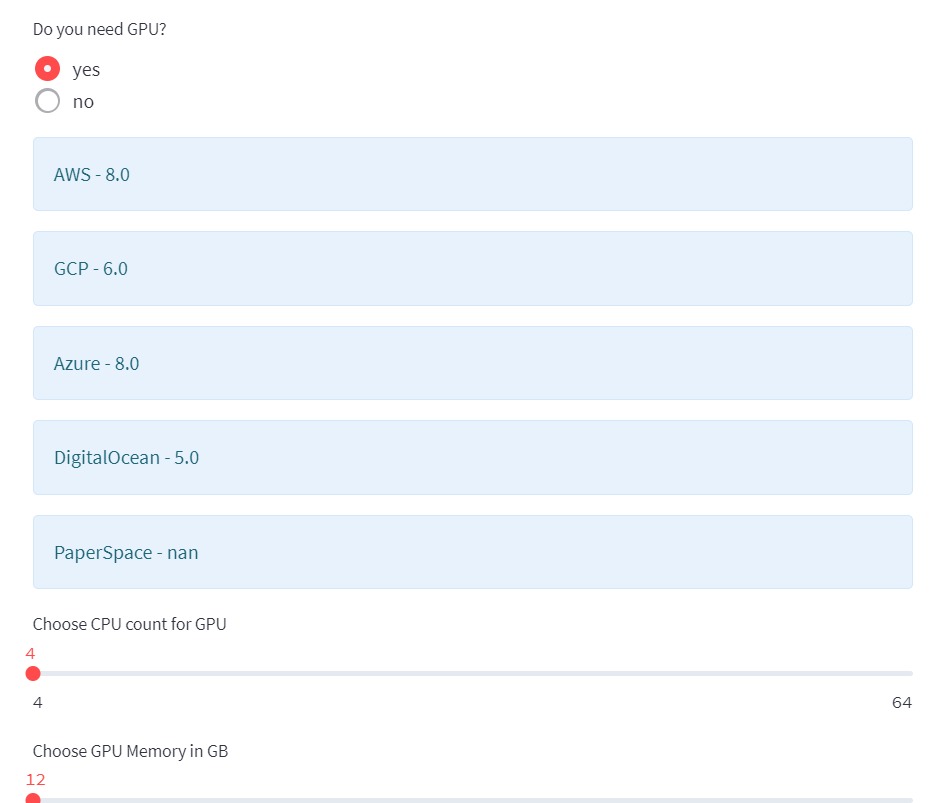 Do you need GPU?
yes
no
AWS - 8.0
GCP - 6.0
Azure - 8.0
DigitalOcean - 5.0
PaperSpace - nan
Choose CPU count for GPU
4
4 64
Choose GPU Memory in GB
12